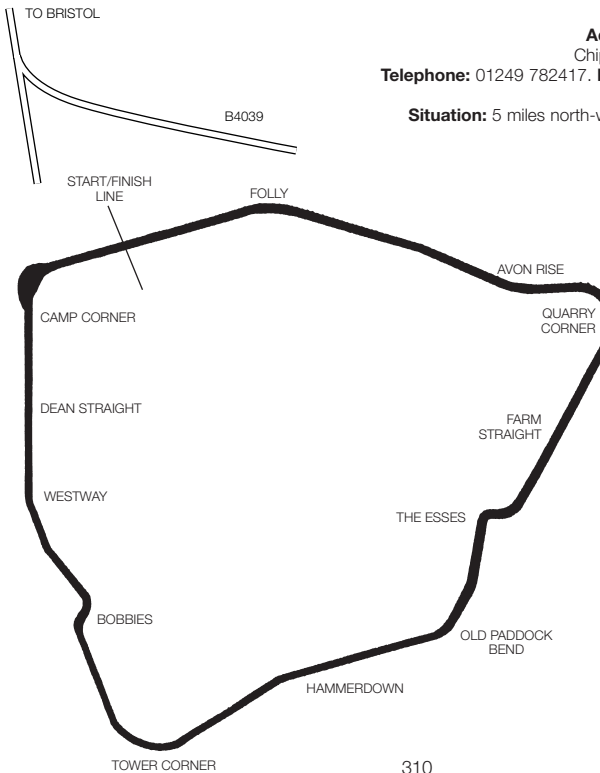 TO BRISTOL
Telephone: 01249 782417.
B4039
Situation: 5 miles
START/FINISH
LINE
FOLLY
AVON RISE
QUARRY
CORNER
CAMP CORNER
DEAN STRAIGHT
FARM
STRAIGHT
WESTWAY
THE ESSES
BOBBIES
OLD PADDOCK
BEND
HAMMERDOWN
TOWER CORNER
310